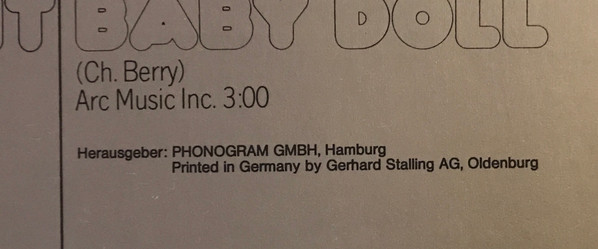 T BABY DOLL
(Ch. Berry)
Arc Music Inc. 3:00
Herausgeber: PHONOGRAM GMBH, Hamburg
Printed in Germany by Gerhard Stalling AG, Oldenburg